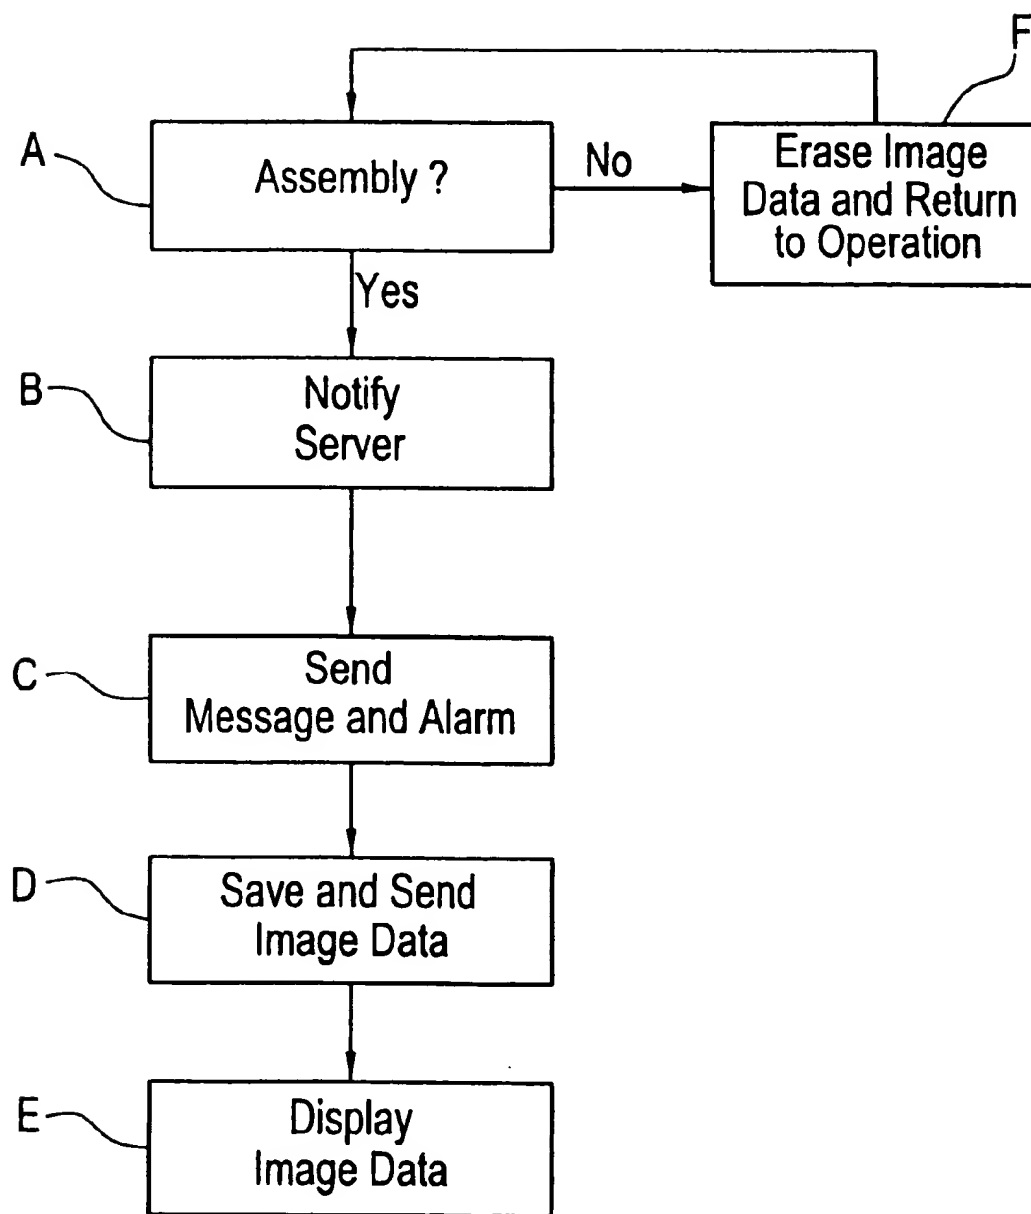 F
A
Assembly ?
No
Erase Image
Data and Return
to Operation
Yes
B
Notify
Server
C
Send
Message and Alarm
D
Save and Send
Image Data
E
Display
Image Data